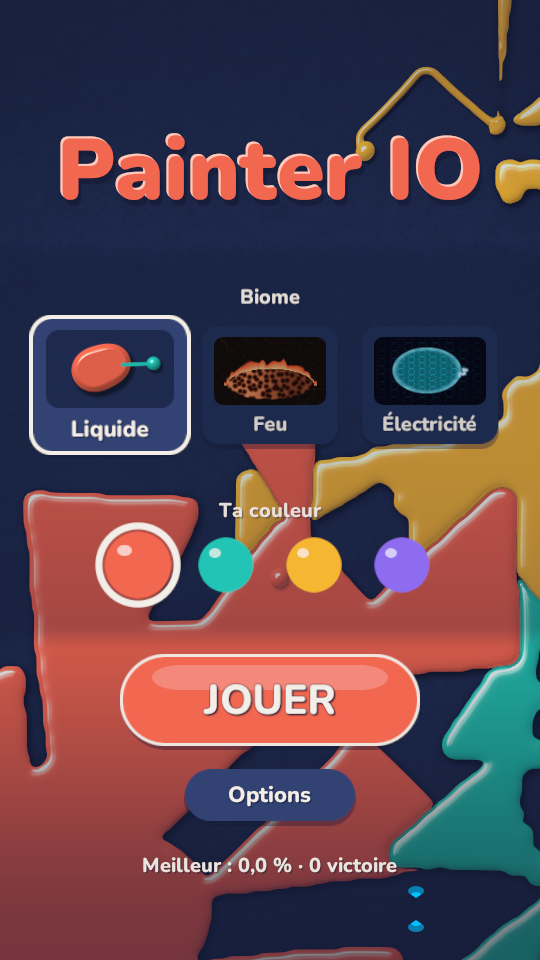 Painter IO
Biome
Liquide
Feu
Électricité
Ta couleur
JOUER
Options
Meilleur : 0,0 % · 0 victoire